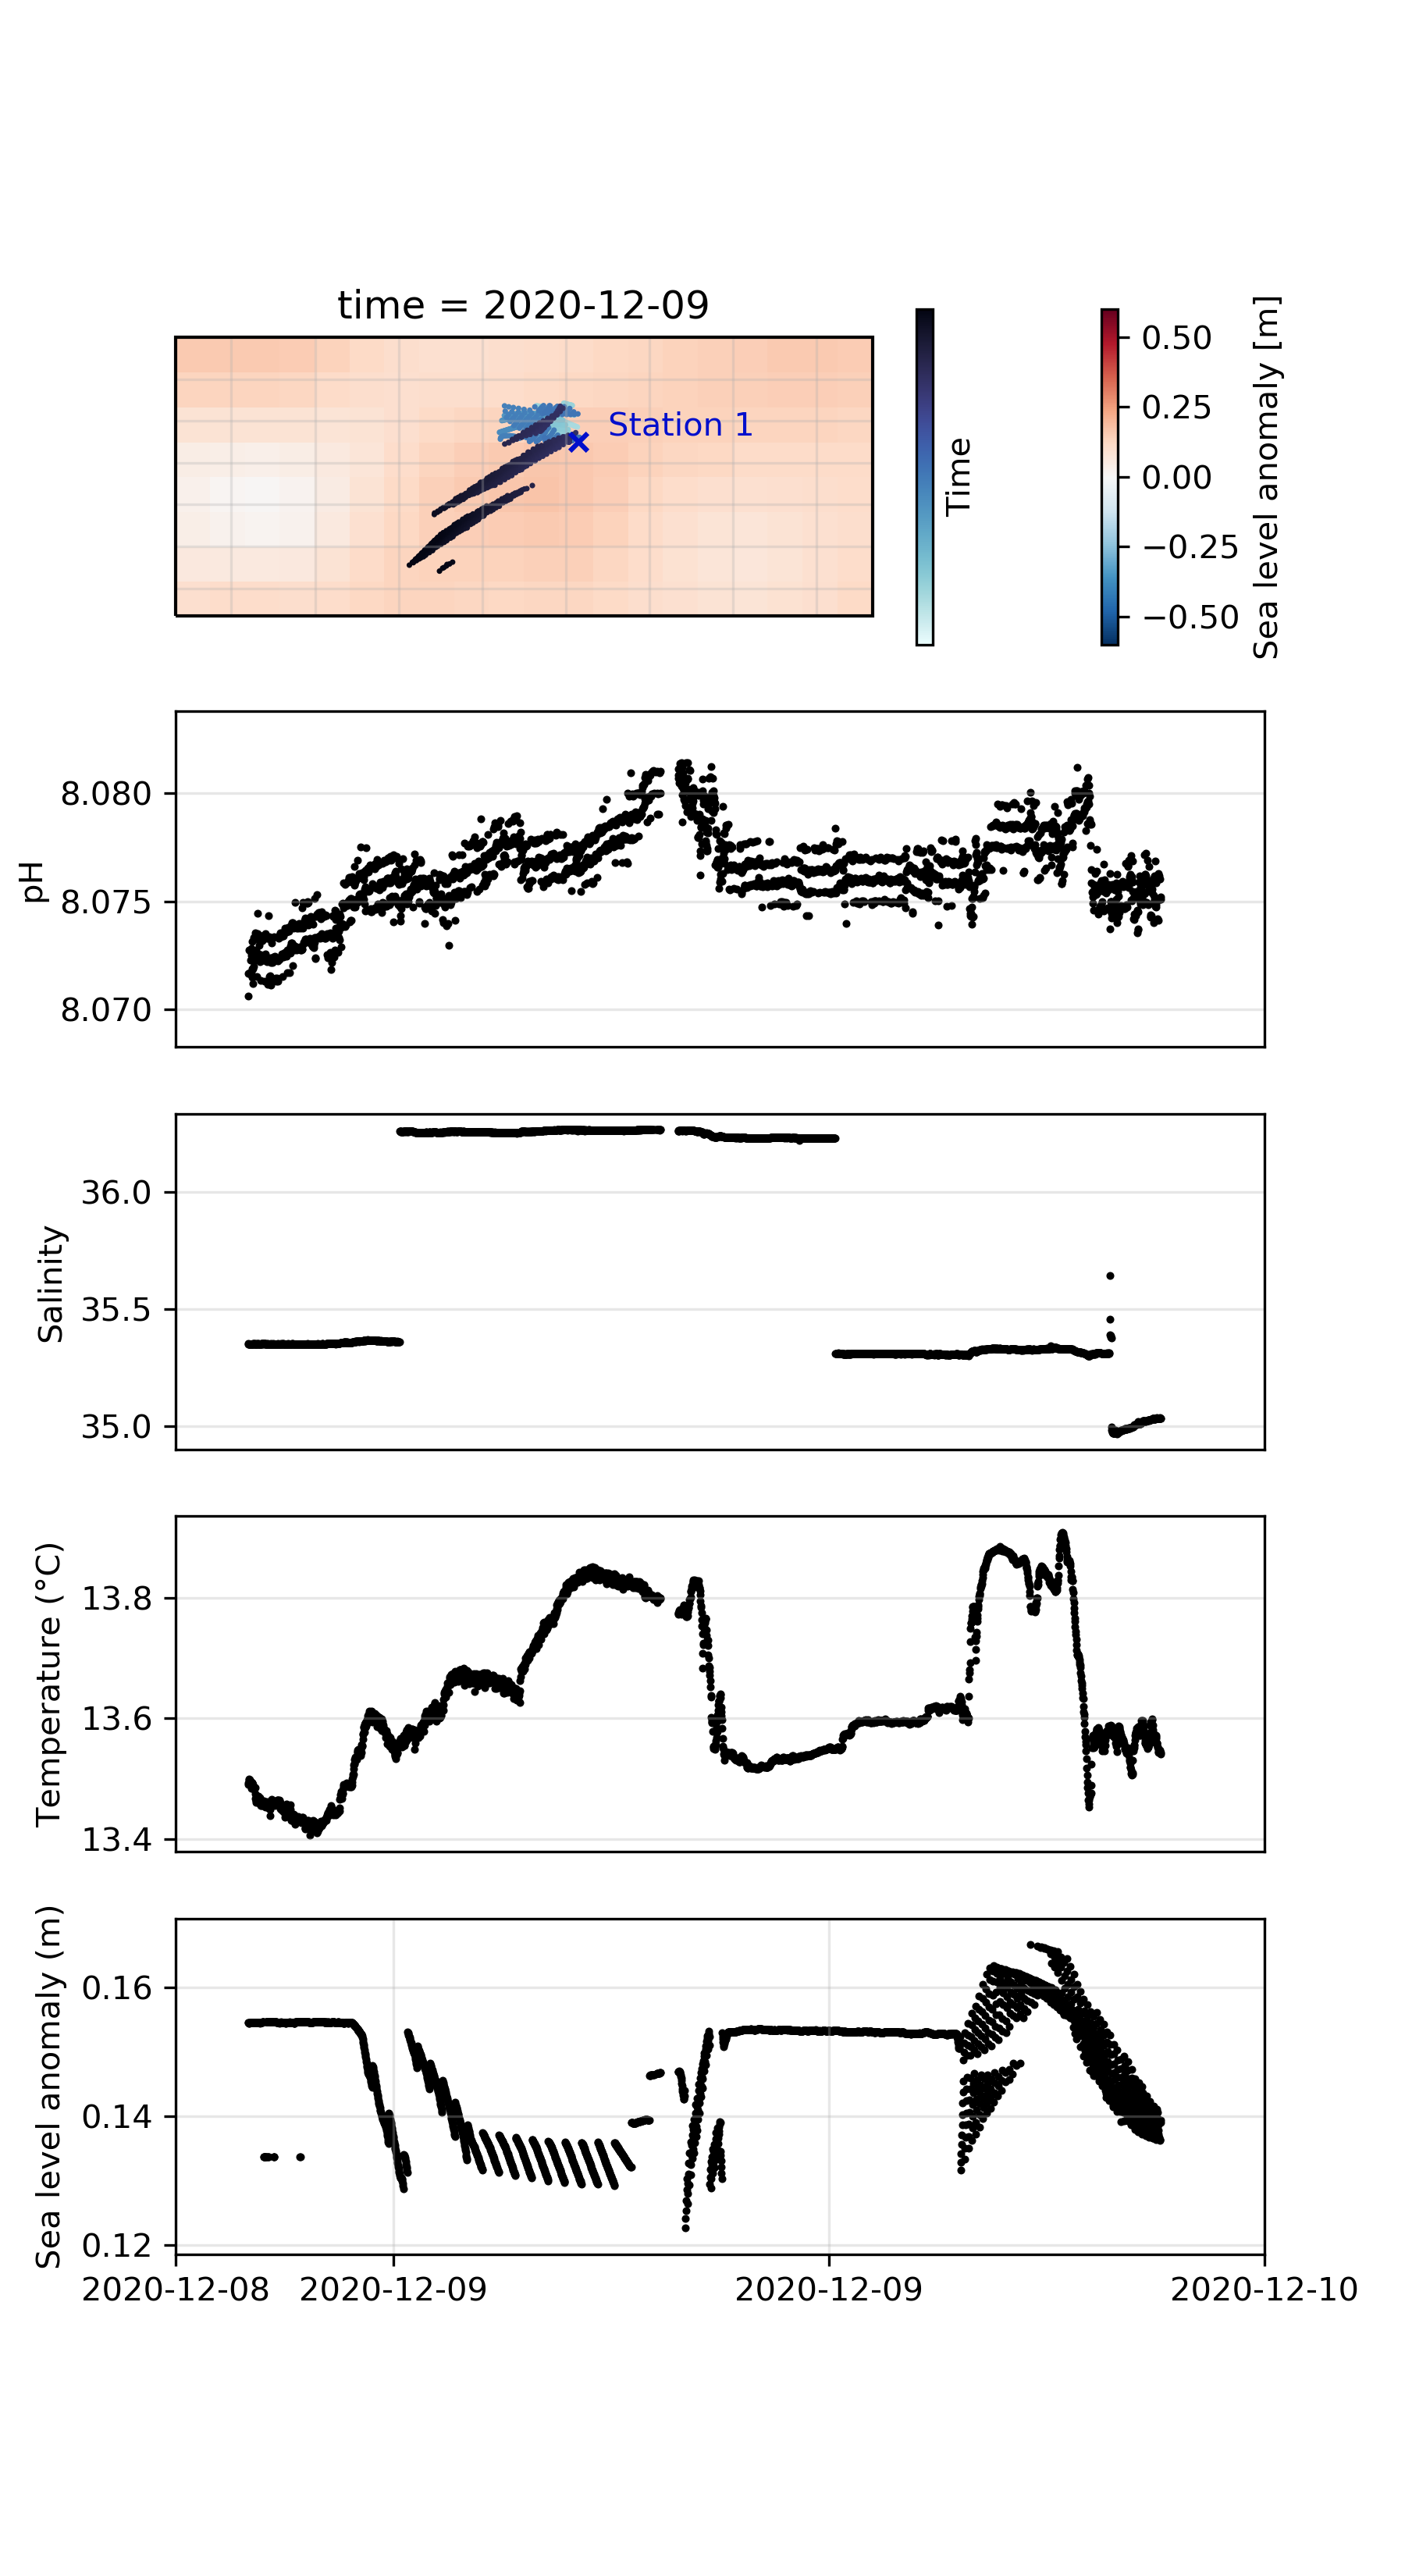 time = 2020-12-09
Station 1
Time
0.50
0.25
0.00
−0.25
−0.50
Sea level anomaly [m]
pH
8.080
8.075
8.070
Salinity
36.0
35.5
35.0
Temperature (°C)
13.8
13.6
13.4
Sea level anomaly (m)
0.16
0.14
0.12
2020-12-08 2020-12-09 2020-12-09 2020-12-10